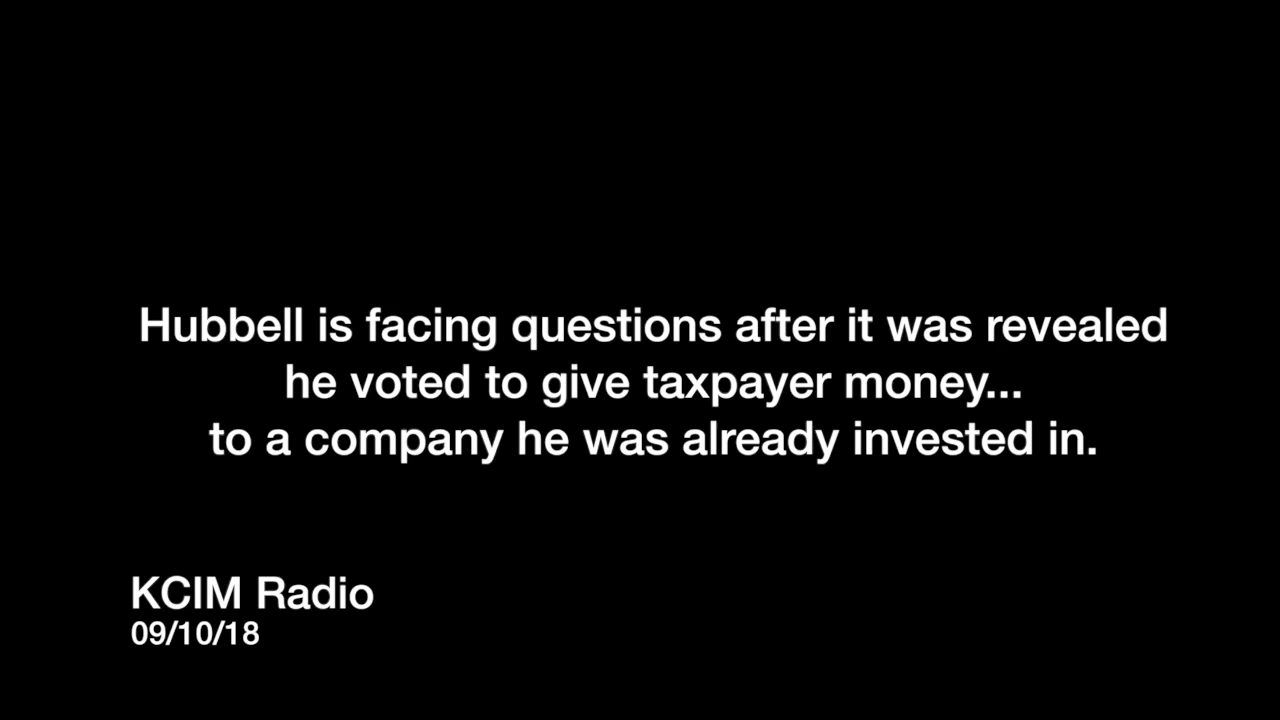 Hubbell is facing questions after it was revealed
he voted to give taxpayer money...
to a company he was already invested in.
KCIM Radio
09/10/18